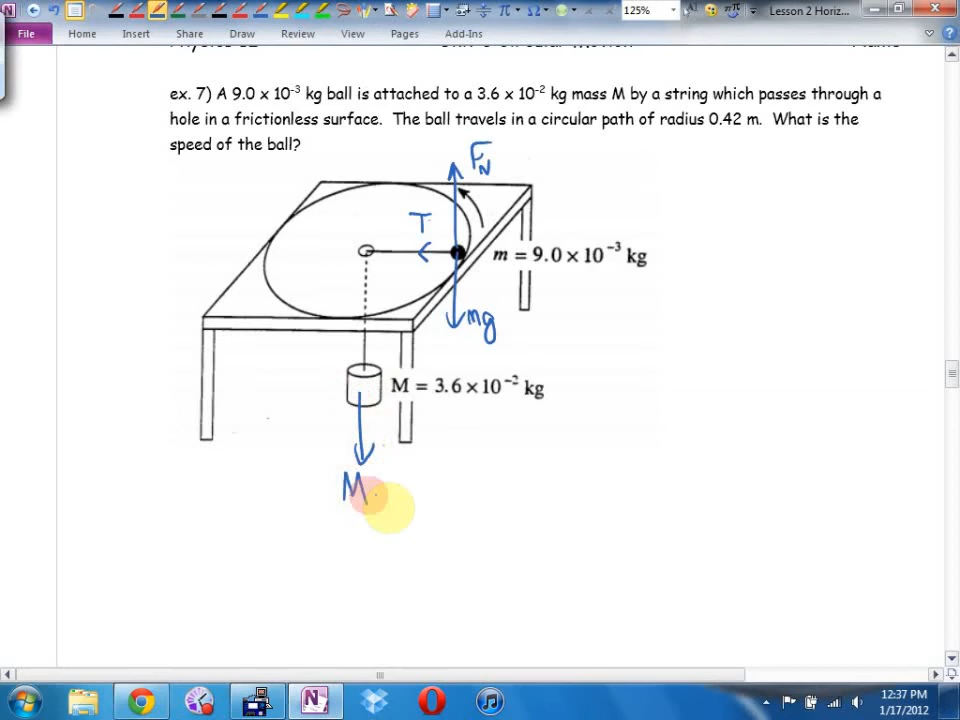 125%
Lesson 2 Horiz...
File Home Insert Share Draw Review View Pages Add-Ins
ex. 7) A 9.0 x 10⁻³ kg ball is attached to a 3.6 x 10⁻² kg mass M by a string which passes through a
hole in a frictionless surface. The ball travels in a circular path of radius 0.42 m. What is the
speed of the ball?
F_N
T
m = 9.0 × 10⁻³ kg
mg
M = 3.6 × 10⁻² kg
M
12:37 PM
1/17/2012